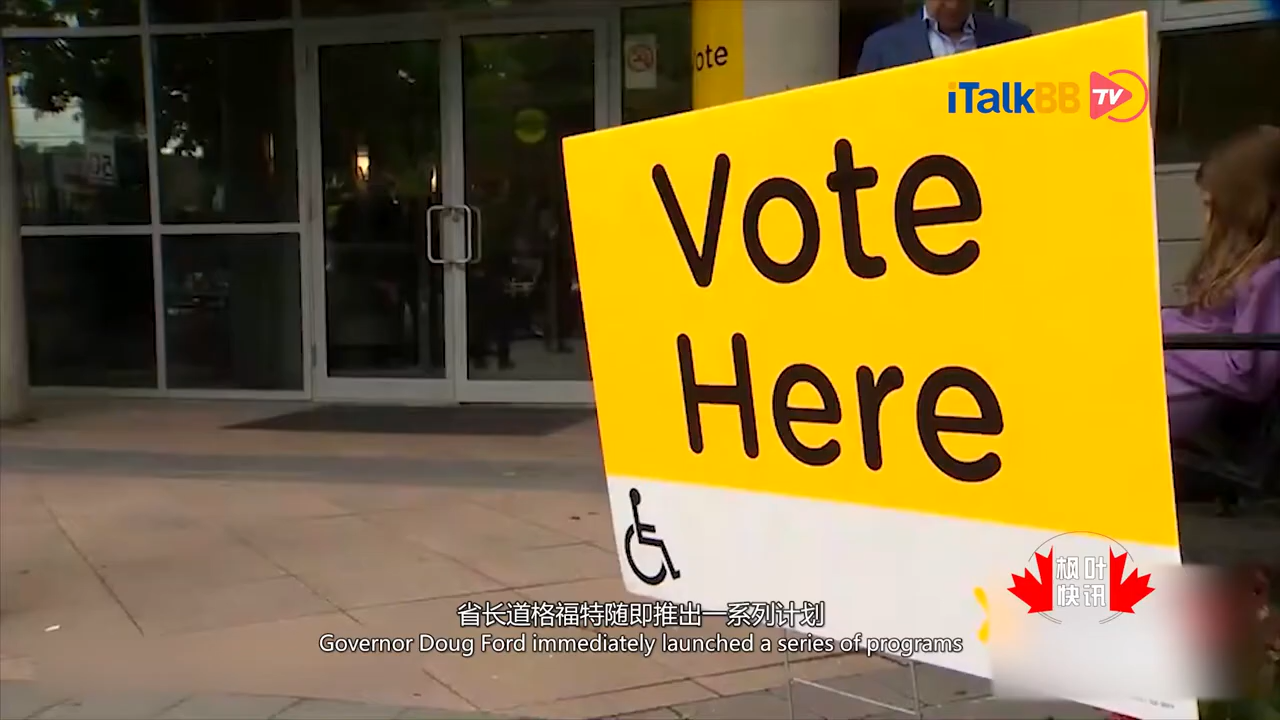 ote
iTalkBB TV
Vote
Here
枫叶
快讯
省长道格福特随即推出一系列计划
Governor Doug Ford immediately launched a series of programs